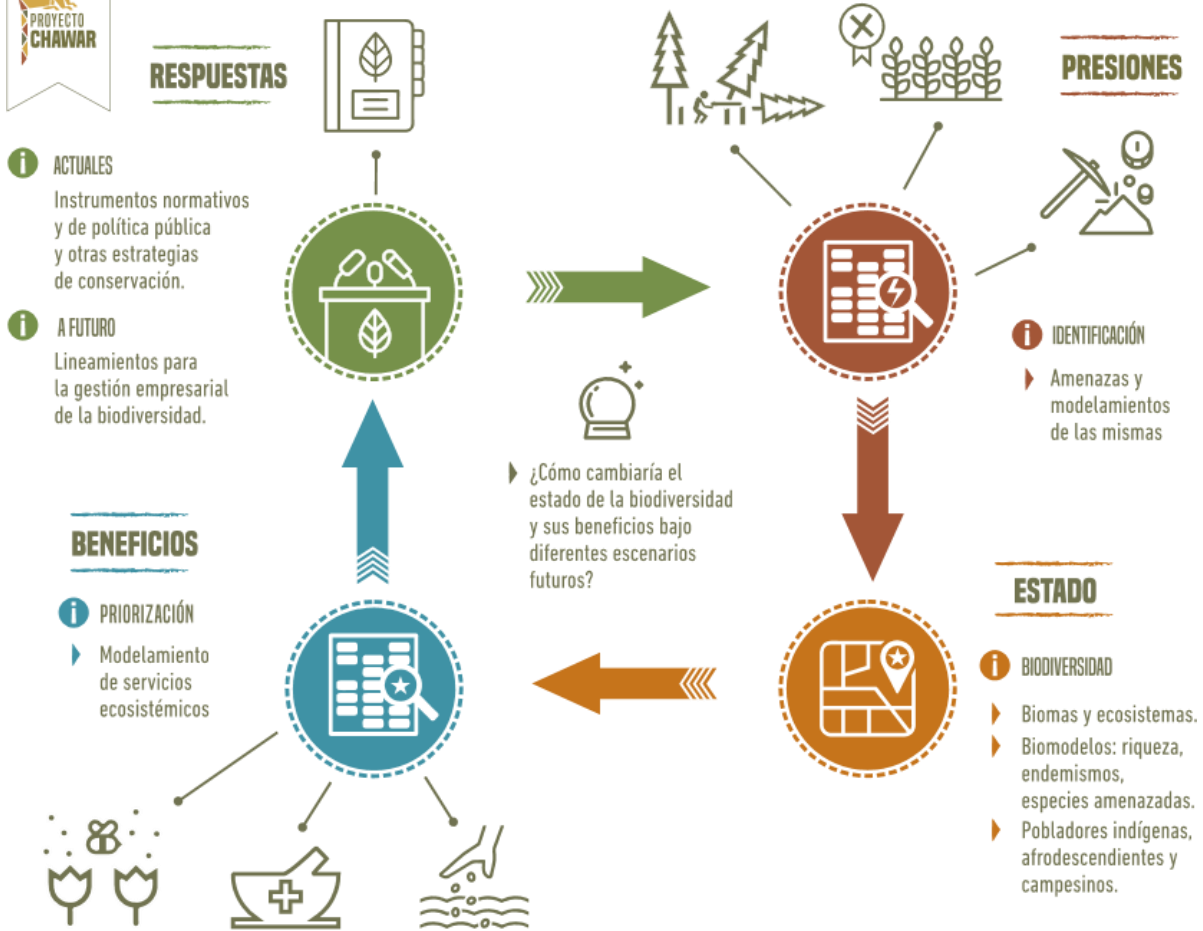 PROYECTO
CHAWAR
RESPUESTAS
i ACTUALES
Instrumentos normativos
y de política pública
y otras estrategias
de conservación.
i A FUTURO
Lineamientos para
la gestión empresarial
de la biodiversidad.
PRESIONES
i IDENTIFICACIÓN
Amenazas y
modelamientos
de las mismas
¿Cómo cambiaría el
estado de la biodiversidad
y sus beneficios bajo
diferentes escenarios
futuros?
BENEFICIOS
i PRIORIZACIÓN
Modelamiento
de servicios
ecosistémicos
ESTADO
i BIODIVERSIDAD
Biomas y ecosistemas.
Biomodelos: riqueza,
endemismos,
especies amenazadas.
Pobladores indígenas,
afrodescendientes y
campesinos.